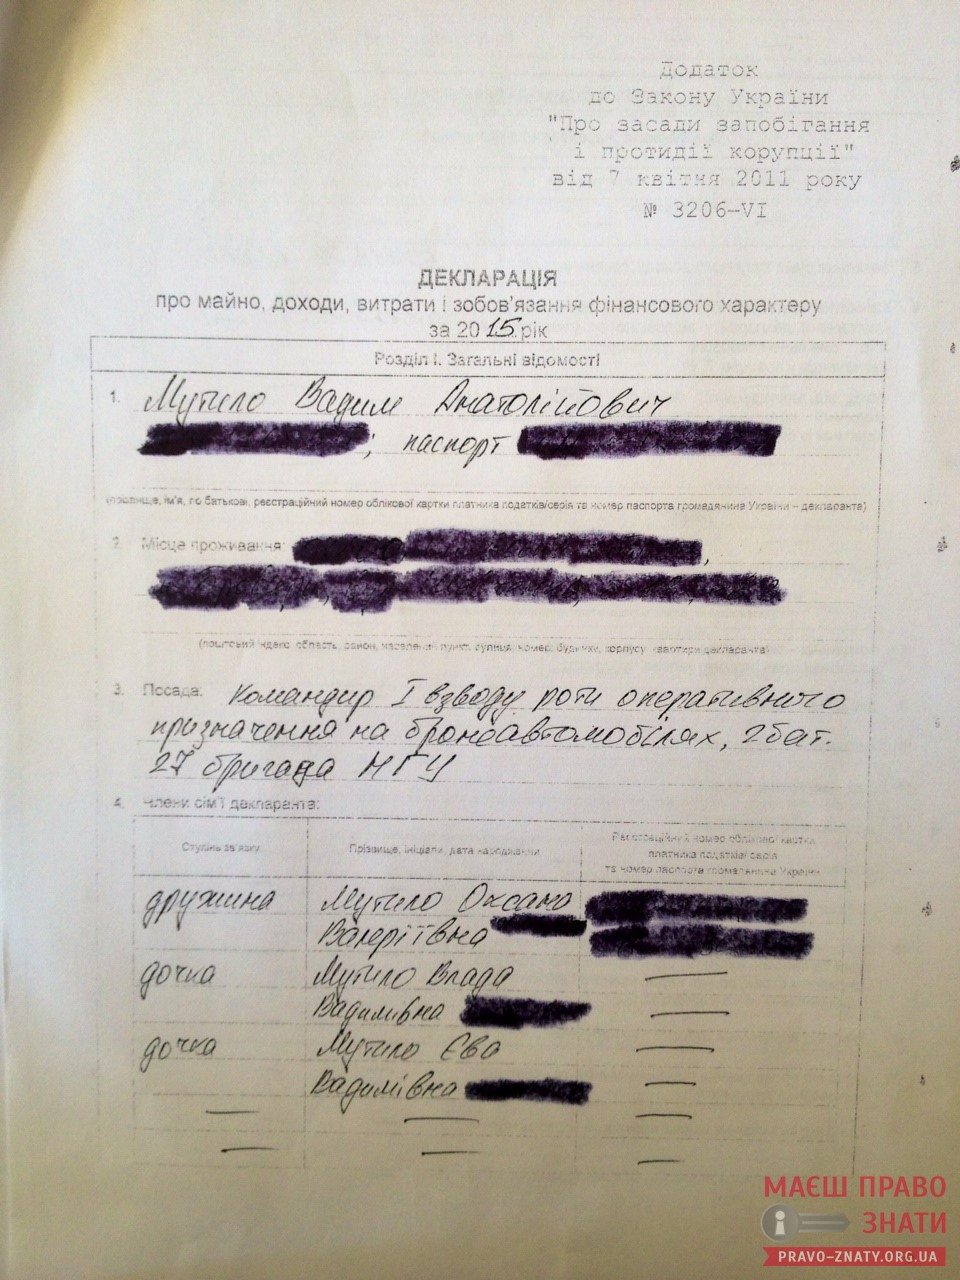 Додаток
до Закону України
"Про засади запобігання
і протидії корупції"
від 7 квітня 2011 року
№ 3206-VI
ДЕКЛАРАЦІЯ
про майно, доходи, витрати і зобов'язання фінансового характеру
за 2015 рік
Розділ I. Загальні відомості
1. Мутило Вадим Анатолійович
; паспорт
(прізвище, ім'я, по батькові, реєстраційний номер облікової картки платника податків/серія та номер паспорта громадянина України – декларанта)
2. Місце проживання:
(поштовий індекс, область, район, населений пункт, вулиця, номер будинку, корпусу, квартири декларанта)
3. Посада: командир I взводу роти оперативного
призначення на бронеавтомобілях, 2 бат.
27 бригада НГУ
4. Члени сім'ї декларанта:
Ступінь зв'язку
Прізвище, ініціали, дата народження
Реєстраційний номер облікової картки
платника податків/серія
та номер паспорта громадянина України
дружина Мутило Оксана
Валеріївна
дочка Мутило Влада
Вадимівна
дочка Мутило Єва
Вадимівна
МАЄШ ПРАВО
ЗНАТИ
PRAVO-ZNATY.ORG.UA